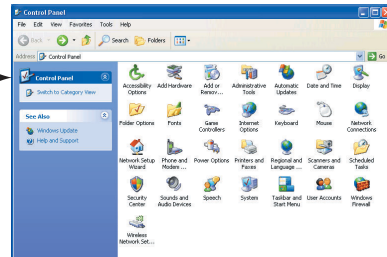 Control Panel
File Edit View Favorites Tools Help
Back Search Folders
Address Control Panel Go
Control Panel
Switch to Category View
See Also
Windows Update
Help and Support
Accessibility Options
Add Hardware
Add or Remov...
Administrative Tools
Automatic Updates
Date and Time
Display
Folder Options
Fonts
Game Controllers
Internet Options
Keyboard
Mouse
Network Connections
Network Setup Wizard
Phone and Modem ...
Power Options
Printers and Faxes
Regional and Language ...
Scanners and Cameras
Scheduled Tasks
Security Center
Sounds and Audio Devices
Speech
System
Taskbar and Start Menu
User Accounts
Windows Firewall
Wireless Network Set...